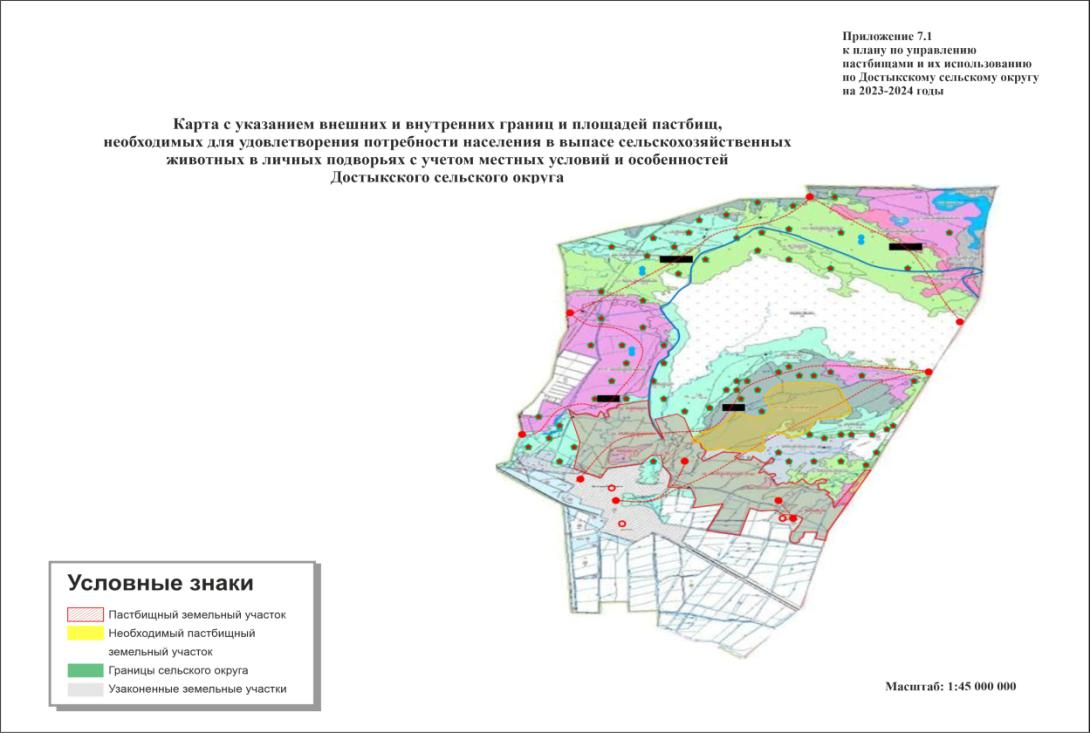 Приложение 7.1
к плану по управлению
пастбищами и их использованию
по Достыкскому сельскому округу
на 2023-2024 годы
Карта с указанием внешних и внутренних границ и площадей пастбищ,
необходимых для удовлетворения потребности населения в выпасе сельскохозяйственных
животных в личных подворьях с учетом местных условий и особенностей
Достыкского сельского округа
Условные знаки
Пастбищный земельный участок
Необходимый пастбищный
земельный участок
Границы сельского округа
Узаконенные земельные участки
Масштаб: 1:45 000 000